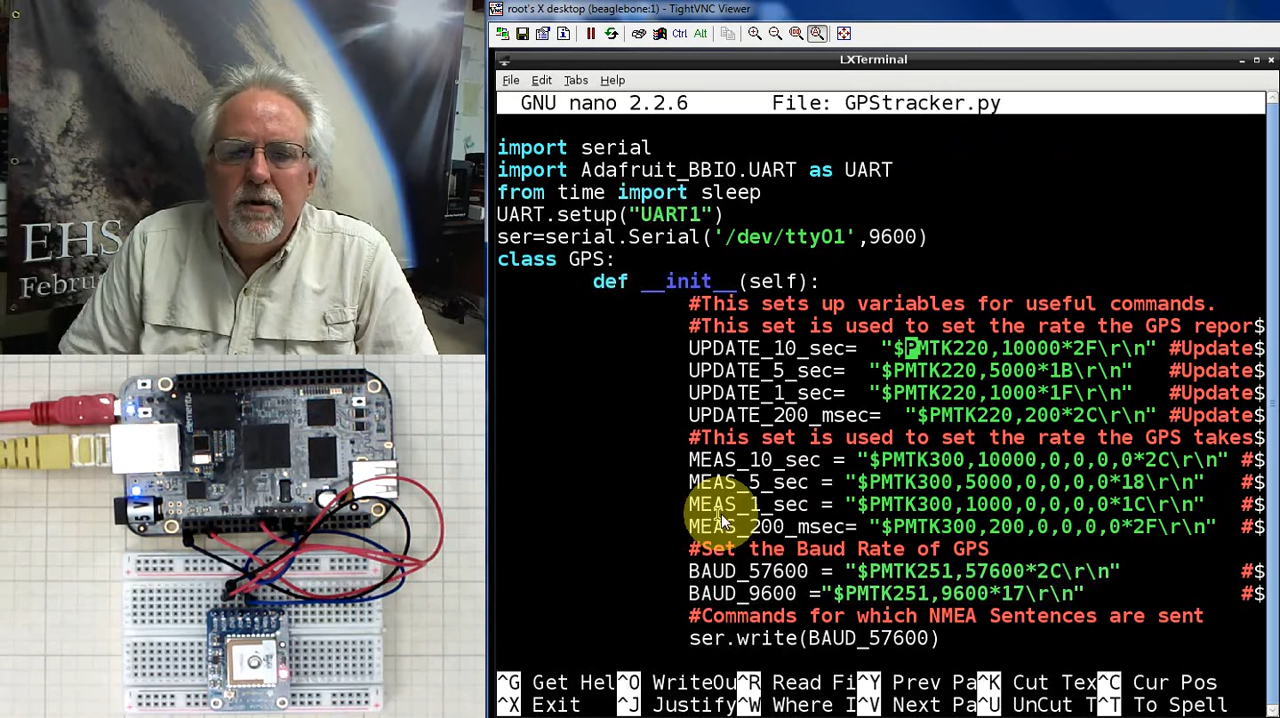 root's X desktop (beaglebone:1) - TightVNC Viewer
Ctrl Alt
LXTerminal
File Edit Tabs Help
GNU nano 2.2.6 File: GPStracker.py
import serial
import Adafruit_BBIO.UART as UART
from time import sleep
UART.setup("UART1")
ser=serial.Serial('/dev/ttyO1',9600)
class GPS:
def __init__(self):
#This sets up variables for useful commands.
#This set is used to set the rate the GPS repor$
UPDATE_10_sec= "$PMTK220,10000*2F\r\n" #Update$
UPDATE_5_sec= "$PMTK220,5000*1B\r\n" #Update$
UPDATE_1_sec= "$PMTK220,1000*1F\r\n" #Update$
UPDATE_200_msec= "$PMTK220,200*2C\r\n" #Update$
#This set is used to set the rate the GPS takes$
MEAS_10_sec = "$PMTK300,10000,0,0,0,0*2C\r\n" #$
MEAS_5_sec = "$PMTK300,5000,0,0,0,0*18\r\n" #$
MEAS_1_sec = "$PMTK300,1000,0,0,0,0*1C\r\n" #$
MEAS_200_msec= "$PMTK300,200,0,0,0,0*2F\r\n" #$
#Set the Baud Rate of GPS
BAUD_57600 = "$PMTK251,57600*2C\r\n" #$
BAUD_9600 ="$PMTK251,9600*17\r\n" #$
#Commands for which NMEA Sentences are sent
ser.write(BAUD_57600)
^G Get Hel ^O WriteOu ^R Read Fi ^Y Prev Pa ^K Cut Tex ^C Cur Pos
^X Exit ^J Justify ^W Where I ^V Next Pa ^U UnCut T ^T To Spell
EHS
Februa